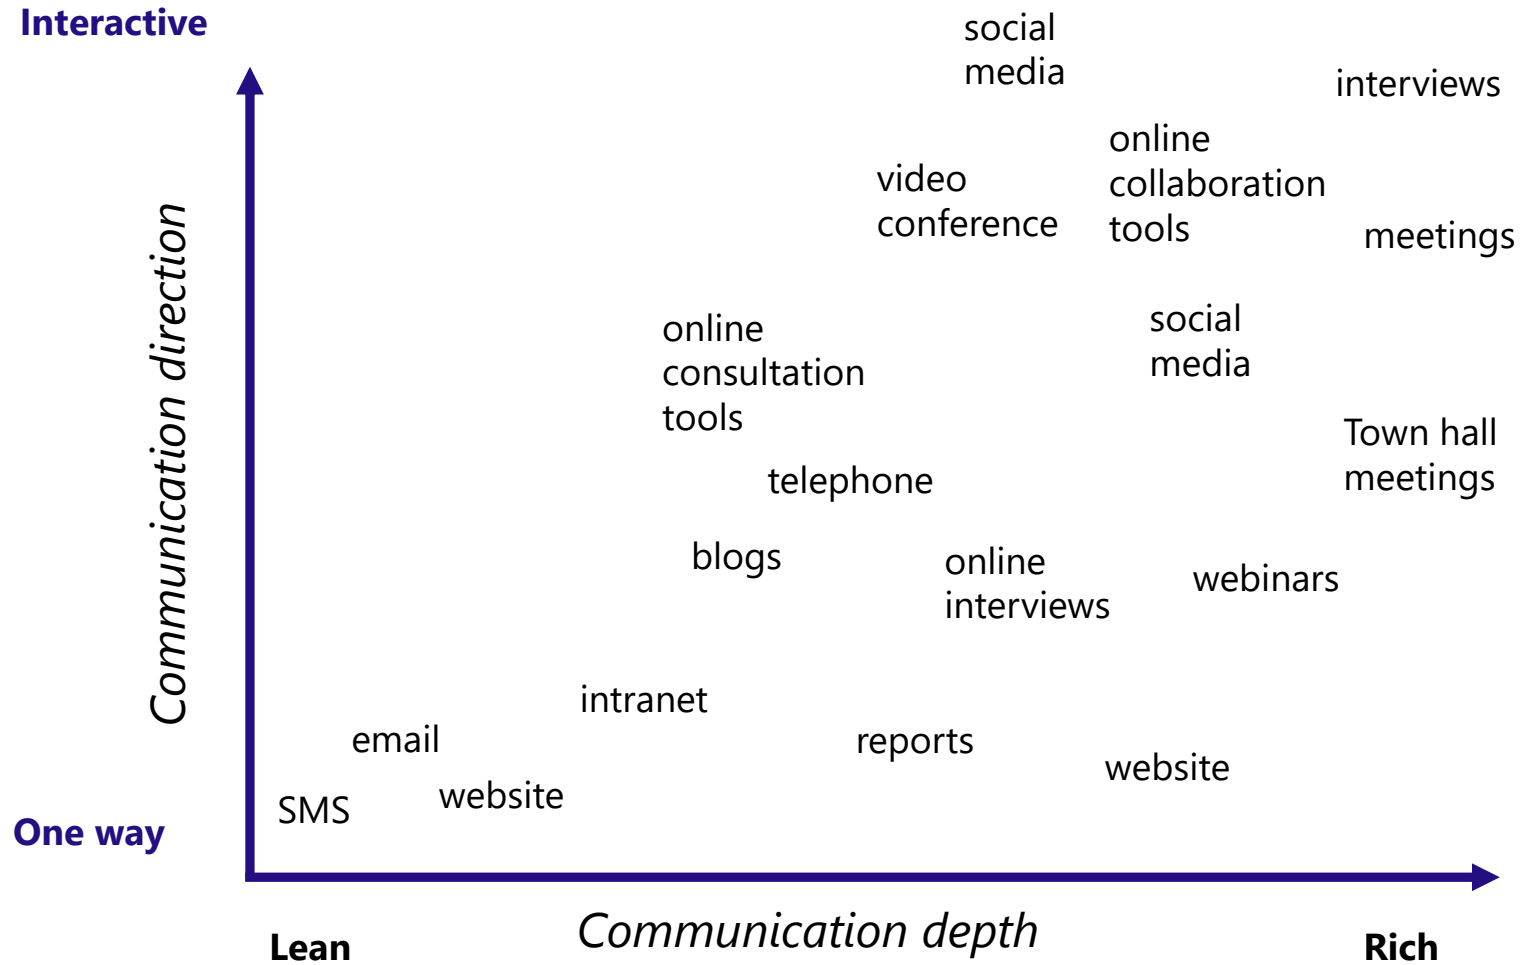 Interactive
social
media
interviews
online
collaboration
tools
video
conference
meetings
Communication direction
online
consultation
tools
social
media
Town hall
meetings
telephone
blogs
online
interviews
webinars
intranet
email
reports
website
website
SMS
One way
Communication depth
Lean
Rich